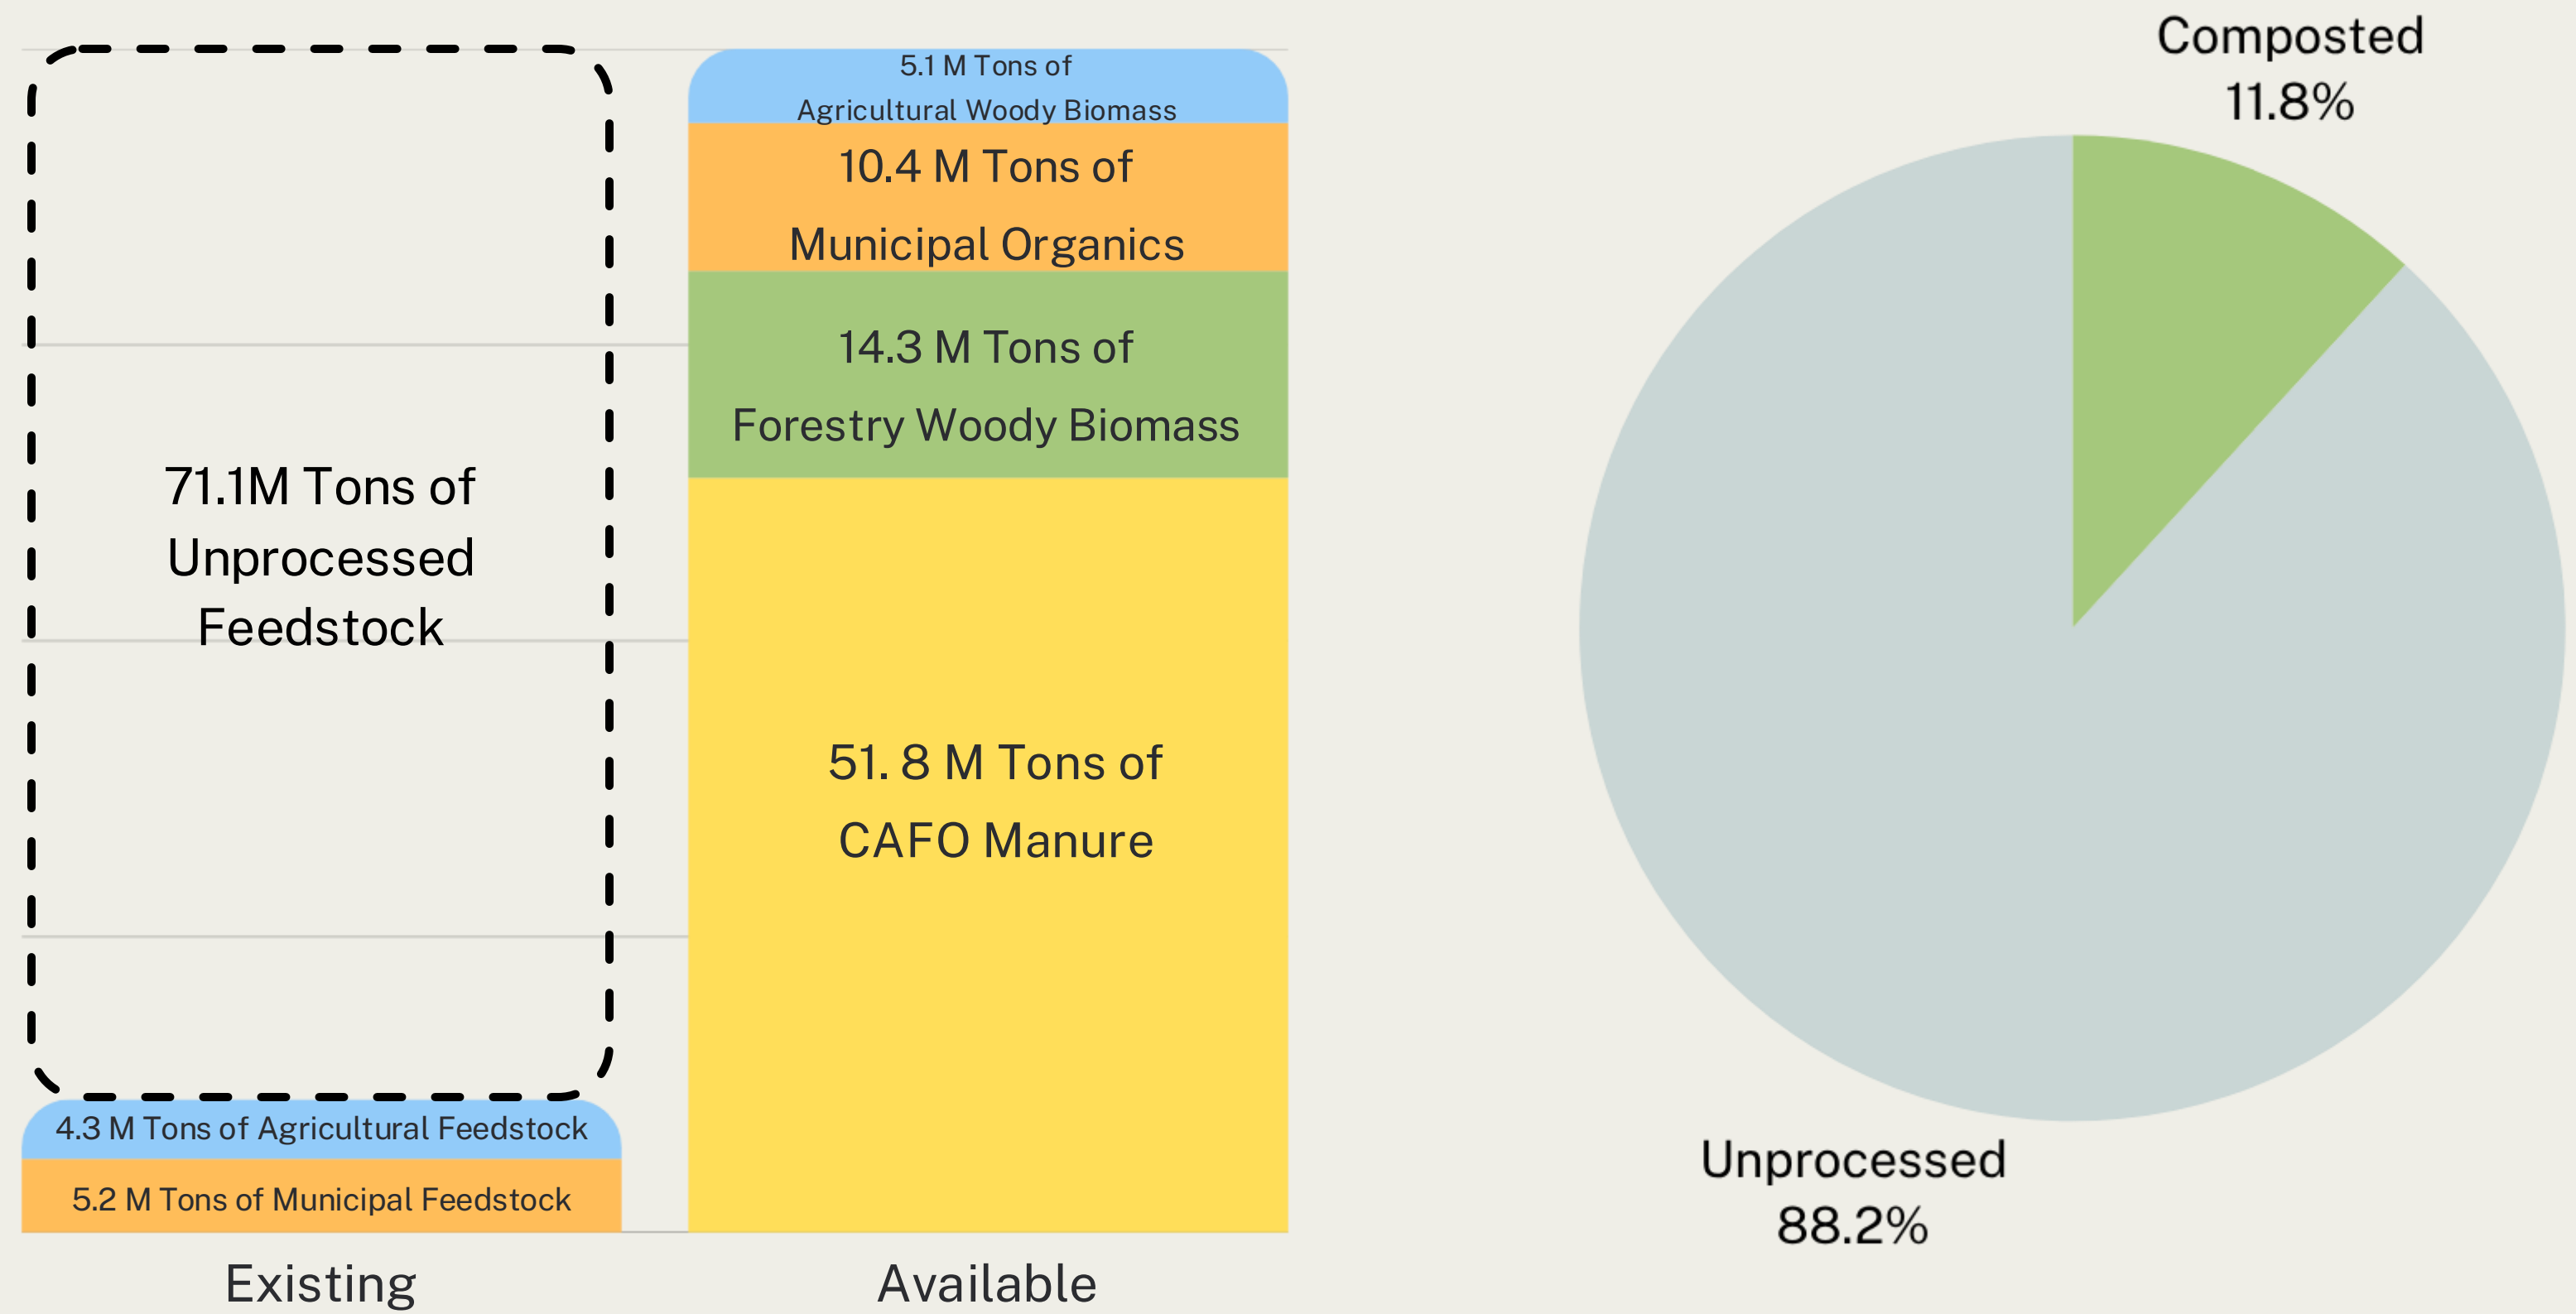 71.1M Tons of
Unprocessed
Feedstock
4.3 M Tons of Agricultural Feedstock
5.2 M Tons of Municipal Feedstock
Existing
5.1 M Tons of
Agricultural Woody Biomass
10.4 M Tons of
Municipal Organics
14.3 M Tons of
Forestry Woody Biomass
51. 8 M Tons of
CAFO Manure
Available
Composted
11.8%
Unprocessed
88.2%